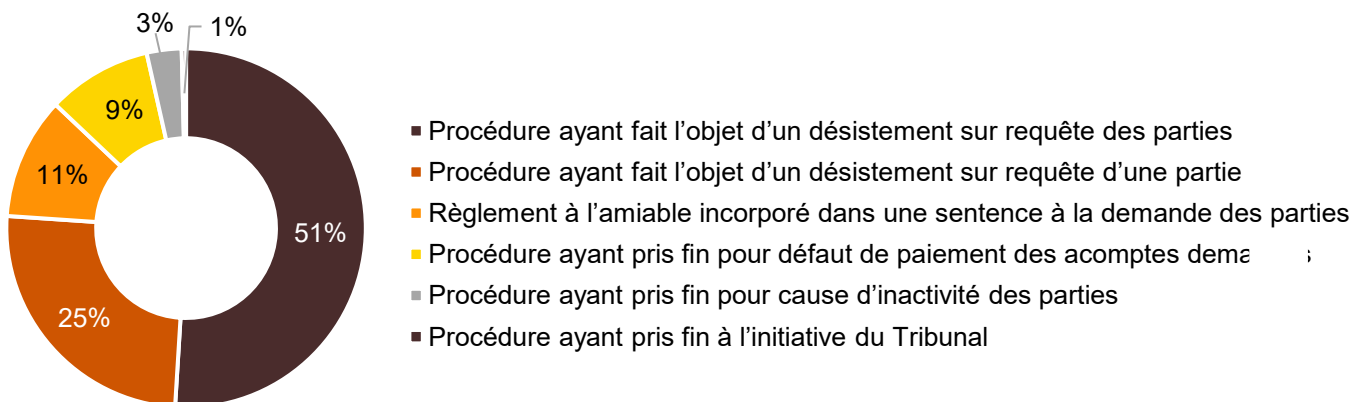 3%
1%
9%
11%
51%
25%
Procédure ayant fait l’objet d’un désistement sur requête des parties
Procédure ayant fait l’objet d’un désistement sur requête d’une partie
Règlement à l’amiable incorporé dans une sentence à la demande des parties
Procédure ayant pris fin pour défaut de paiement des acomptes
Procédure ayant pris fin pour cause d’inactivité des parties
Procédure ayant pris fin à l’initiative du Tribunal